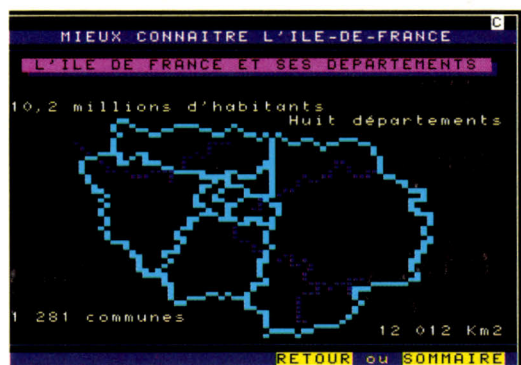 C
MIEUX CONNAITRE L'ILE-DE-FRANCE
L'ILE DE FRANCE ET SES DEPARTEMENTS
10,2 millions d'habitants
Huit départements
1 281 communes
12 012 Km2
RETOUR ou SOMMAIRE